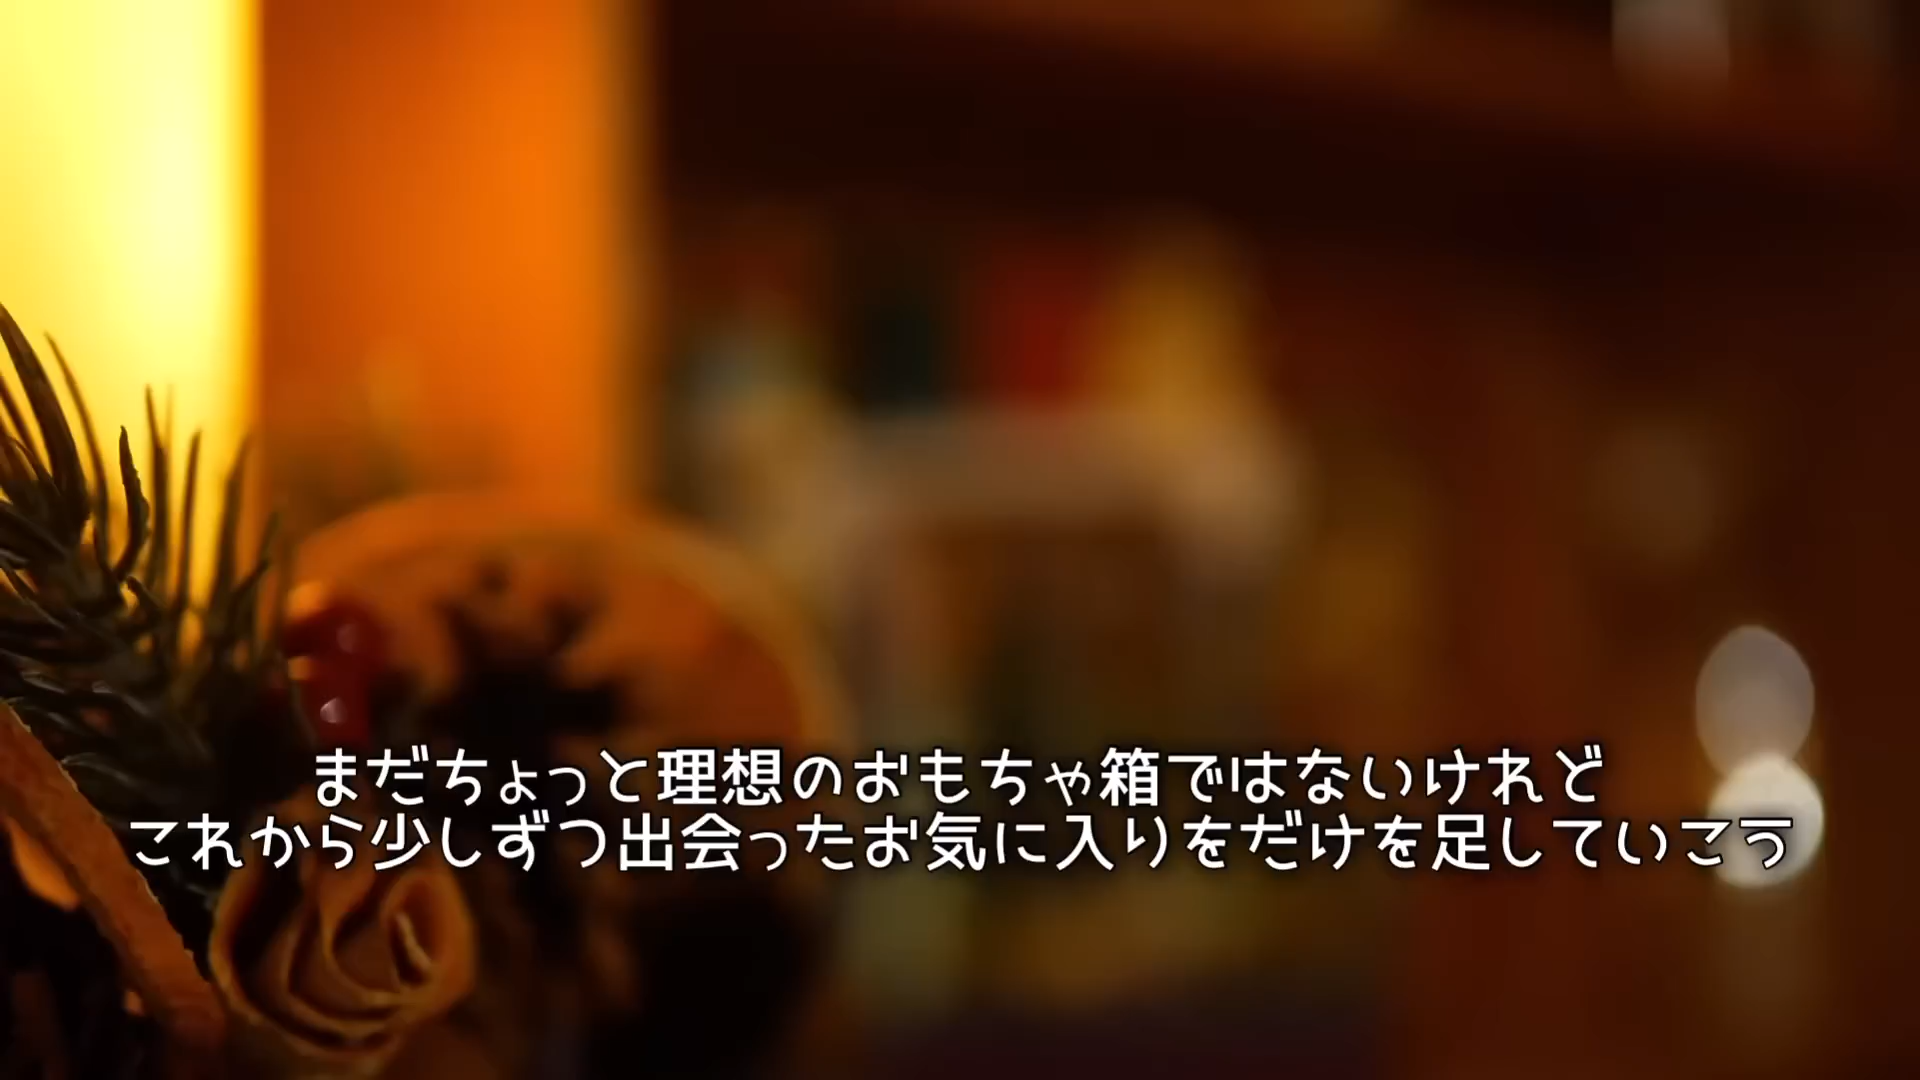 まだちょっと理想のおもちゃ箱ではないけれど
これから少しずつ出会ったお気に入りをだけを足していこう